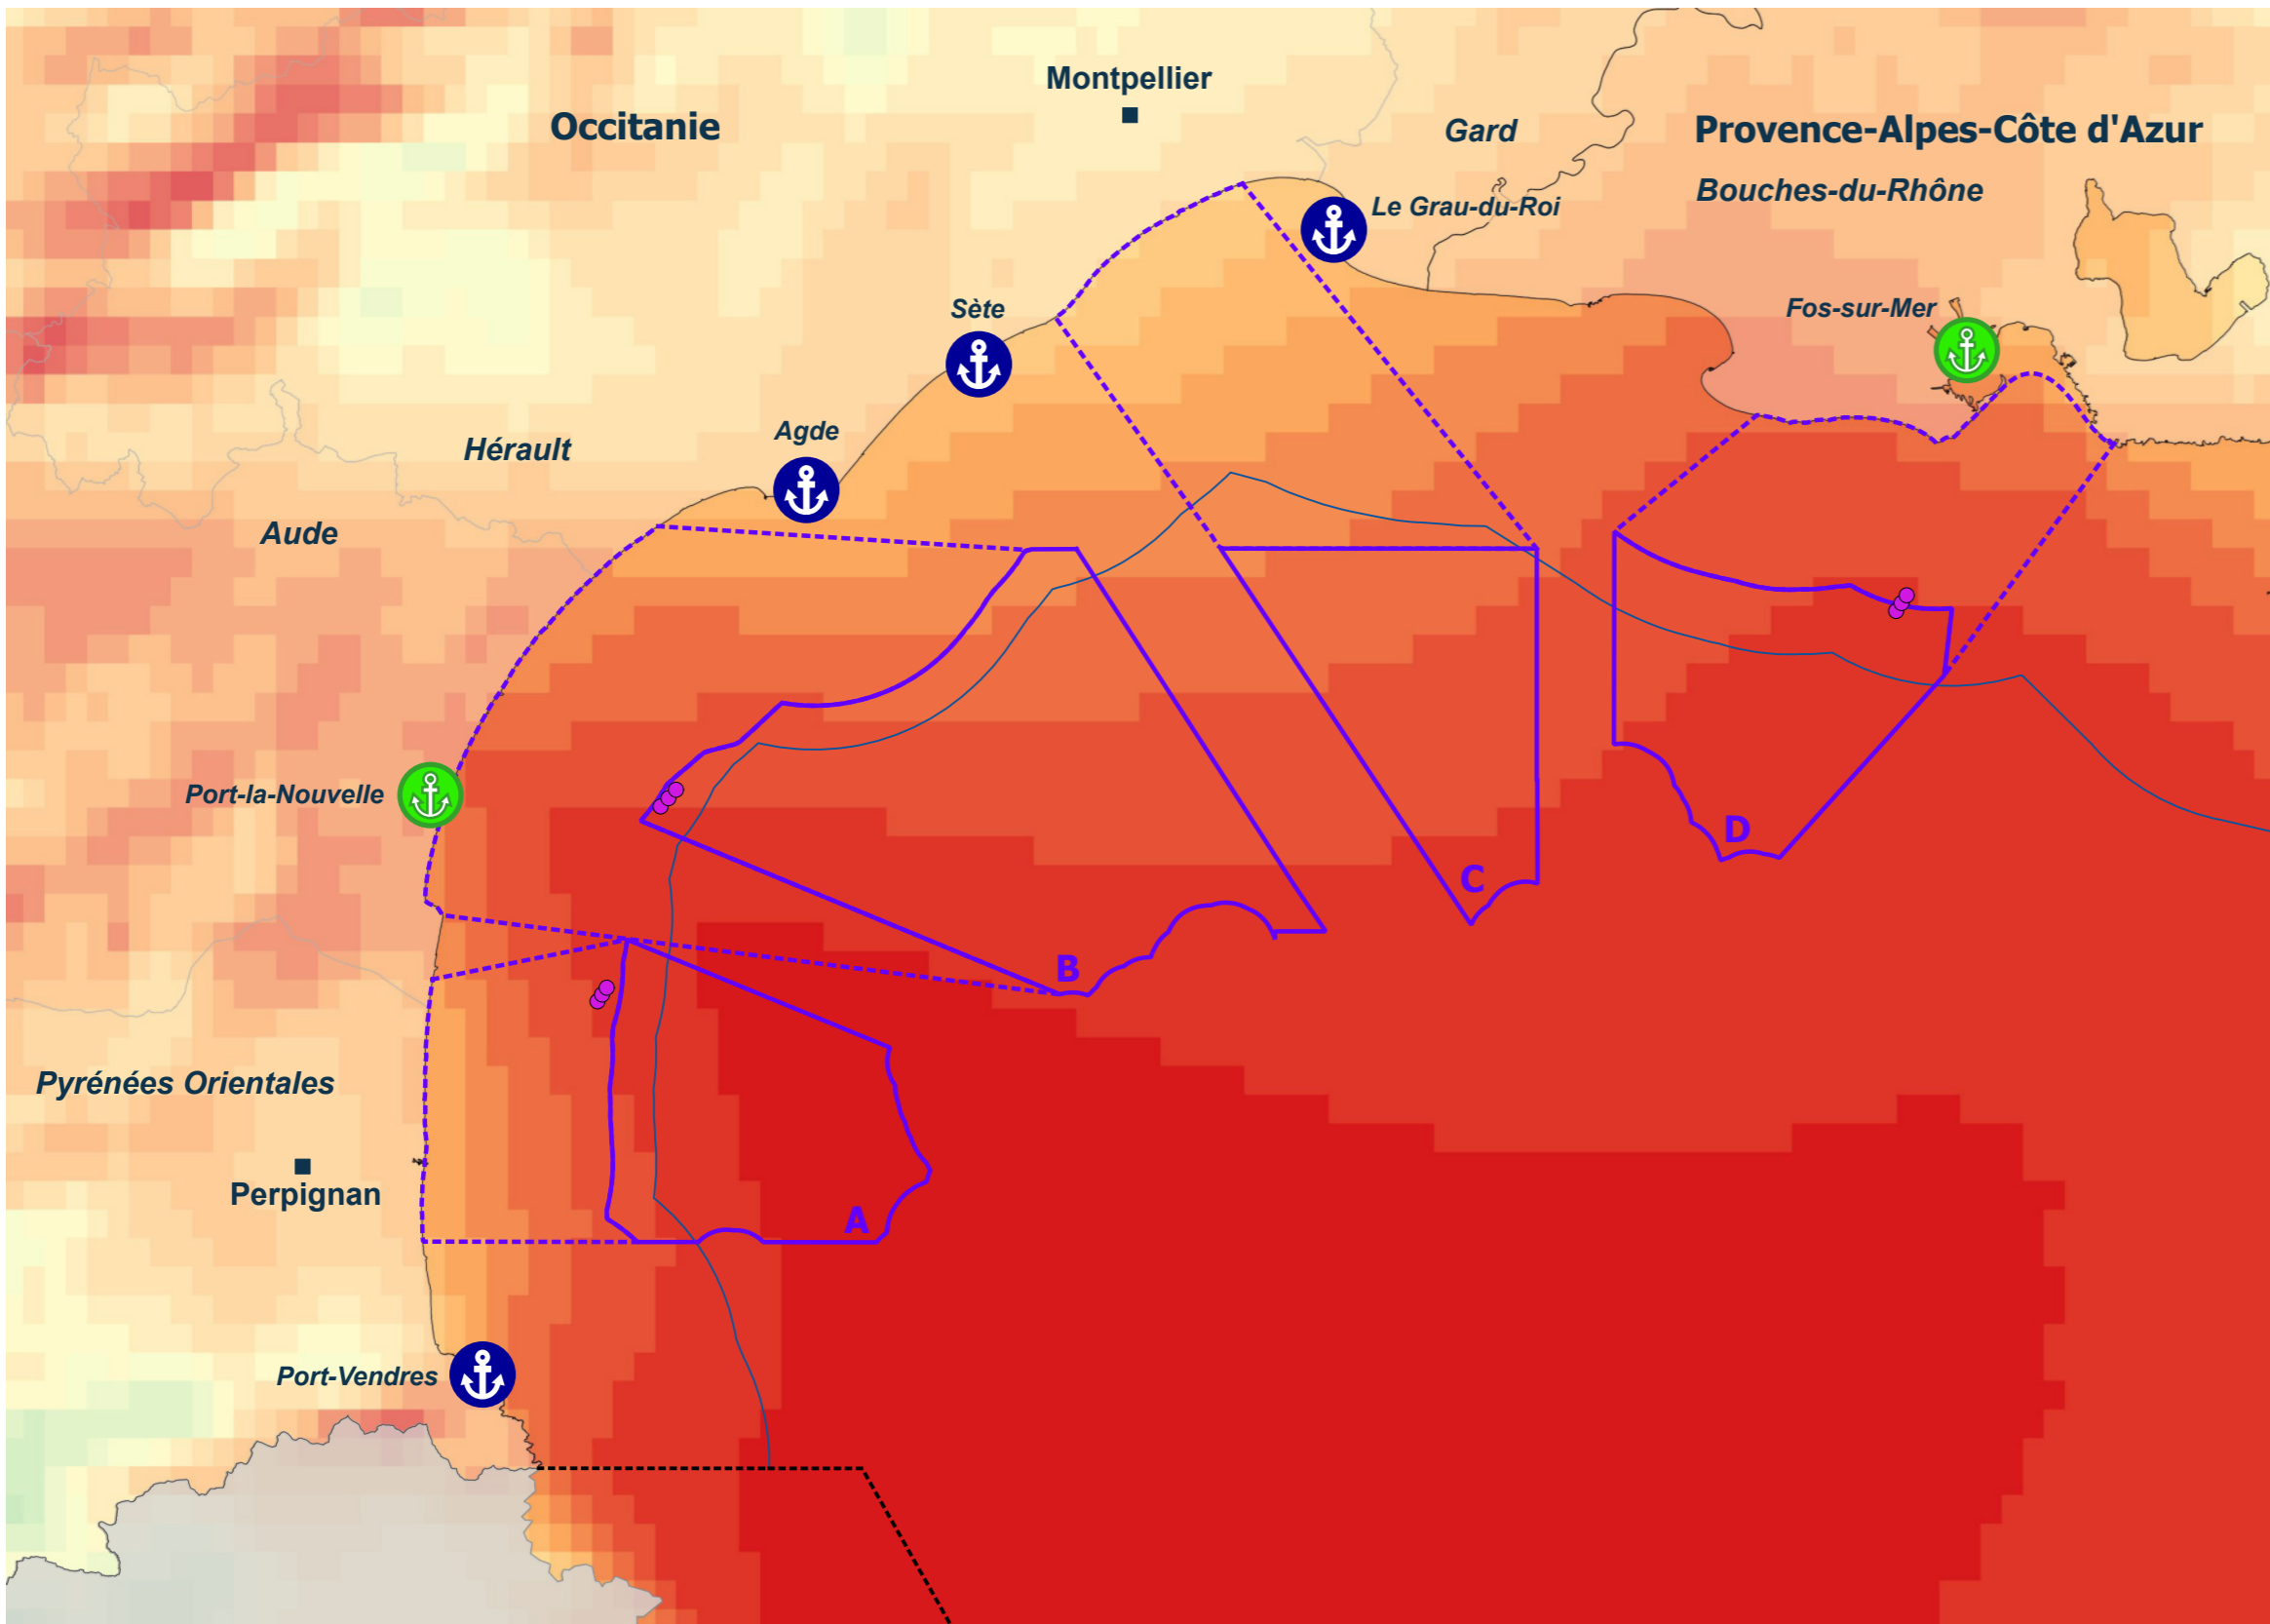 Montpellier
Occitanie
Gard
Provence-Alpes-Côte d'Azur
Bouches-du-Rhône
Le Grau-du-Roi
Sète
Fos-sur-Mer
Agde
Hérault
Aude
Port-la-Nouvelle
D
C
B
Pyrénées Orientales
Perpignan
A
Port-Vendres